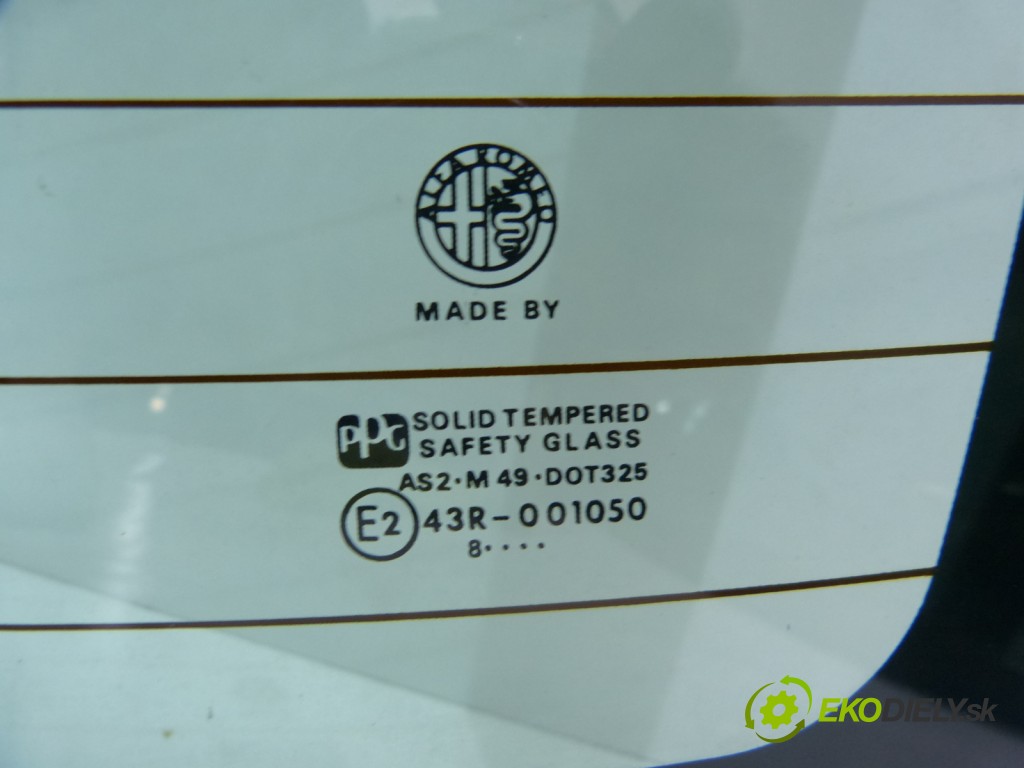 ALFA ROMEO
MADE BY
PPG SOLID TEMPERED
SAFETY GLASS
AS2·M 49·DOT325
E2 43R-001050
8····
EKODIELY.sk